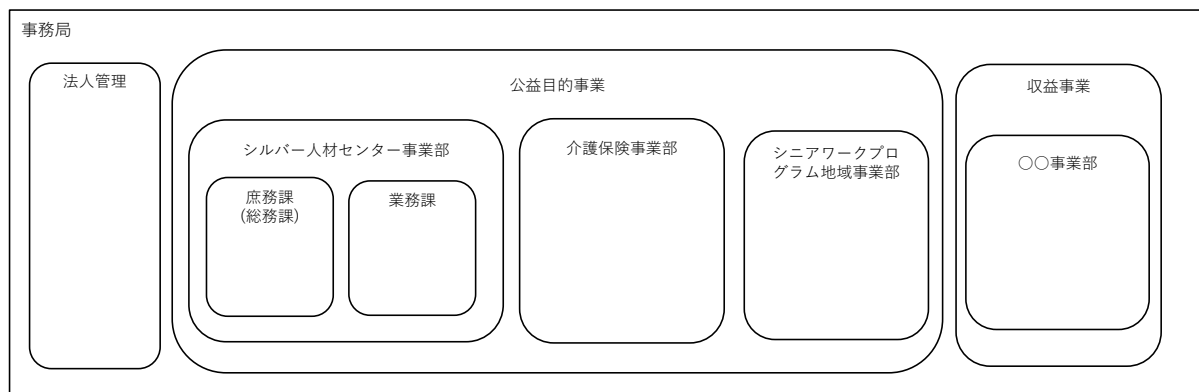 事務局
法人管理
公益目的事業
収益事業
シルバー人材センター事業部
介護保険事業部
シニアワークプロ
グラム地域事業部
〇〇事業部
庶務課
(総務課)
業務課